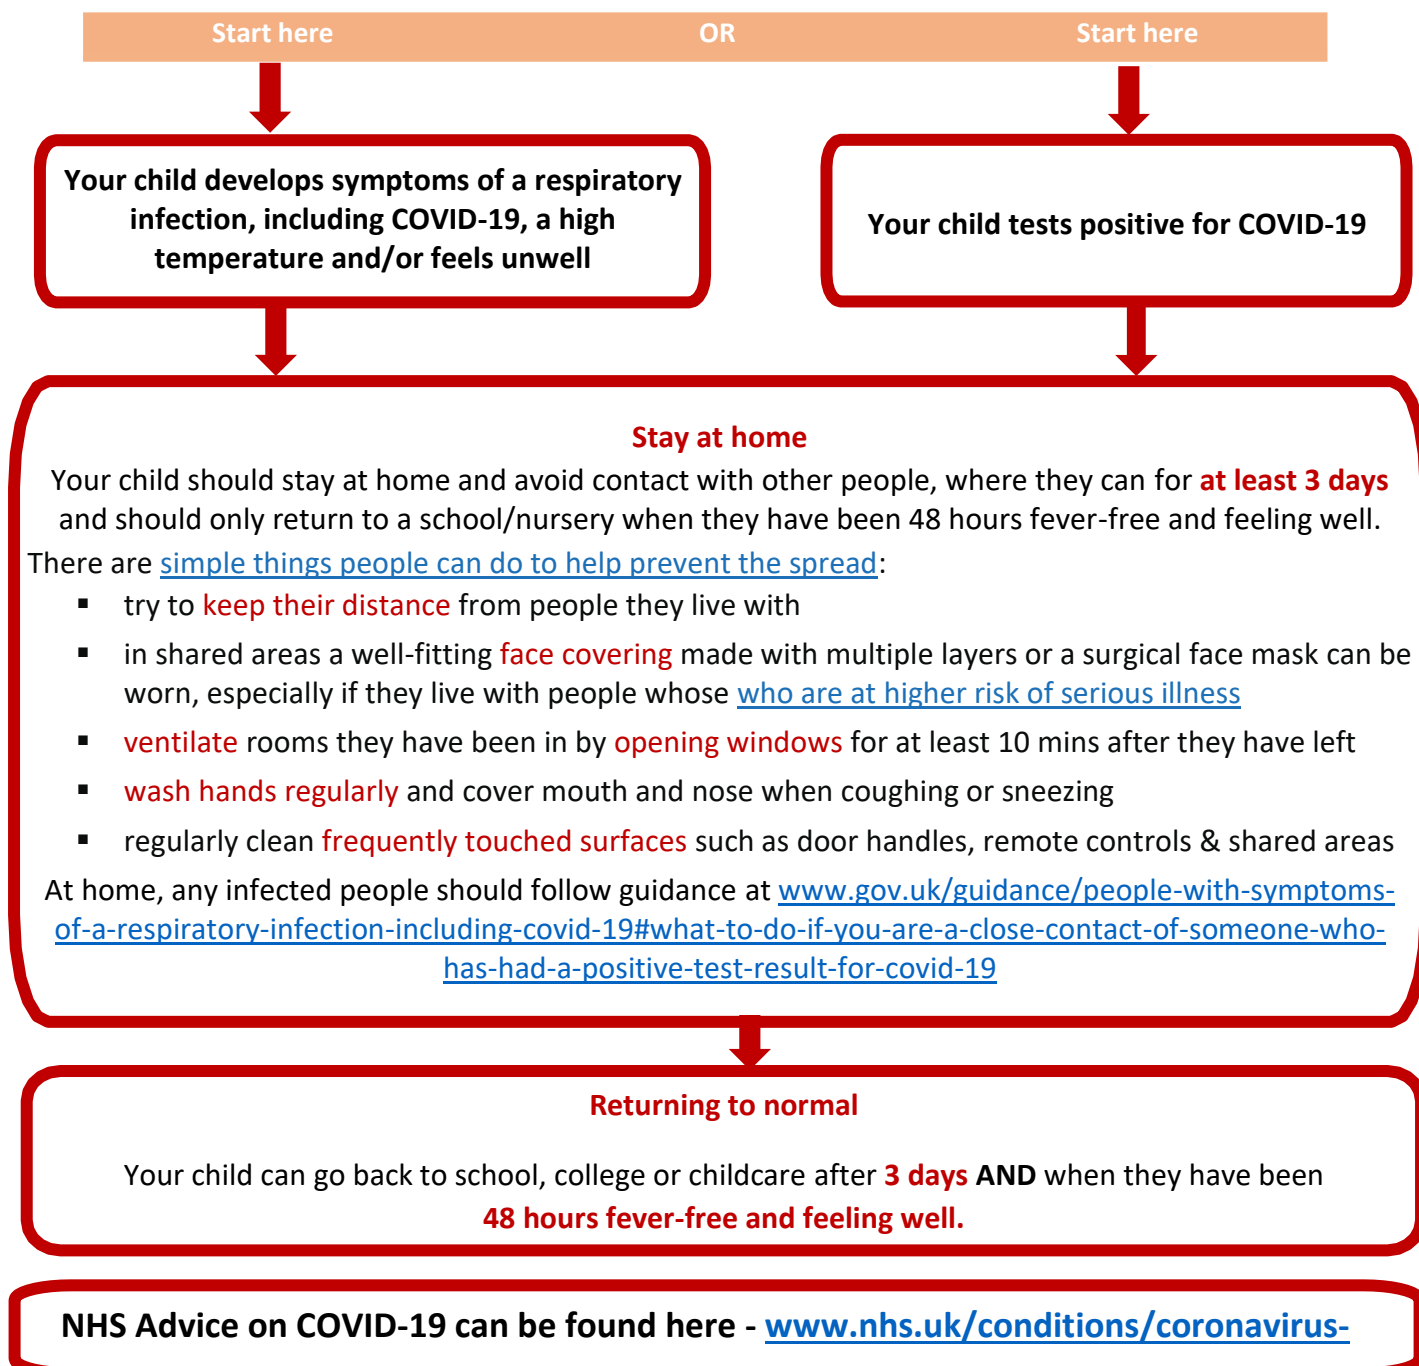 Start here OR Start here
Your child develops symptoms of a respiratory
infection, including COVID-19, a high
temperature and/or feels unwell
Your child tests positive for COVID-19
Stay at home
Your child should stay at home and avoid contact with other people, where they can for at least 3 days
and should only return to a school/nursery when they have been 48 hours fever-free and feeling well.
There are simple things people can do to help prevent the spread:
▪ try to keep their distance from people they live with
▪ in shared areas a well-fitting face covering made with multiple layers or a surgical face mask can be
worn, especially if they live with people whose who are at higher risk of serious illness
▪ ventilate rooms they have been in by opening windows for at least 10 mins after they have left
▪ wash hands regularly and cover mouth and nose when coughing or sneezing
▪ regularly clean frequently touched surfaces such as door handles, remote controls & shared areas
At home, any infected people should follow guidance at www.gov.uk/guidance/people-with-symptoms-
of-a-respiratory-infection-including-covid-19#what-to-do-if-you-are-a-close-contact-of-someone-who-
has-had-a-positive-test-result-for-covid-19
Returning to normal
Your child can go back to school, college or childcare after 3 days AND when they have been
48 hours fever-free and feeling well.
NHS Advice on COVID-19 can be found here - www.nhs.uk/conditions/coronavirus-